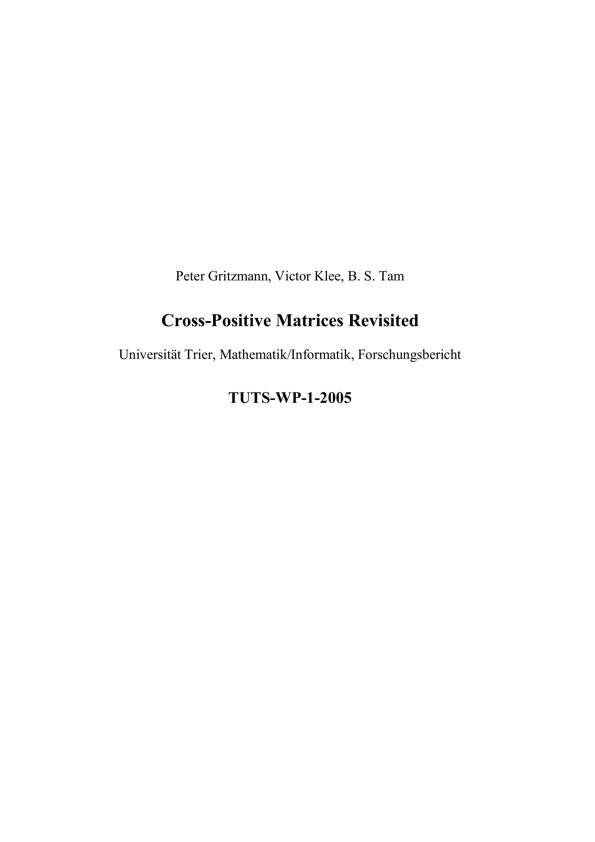 Peter Gritzmann, Victor Klee, B. S. Tam
Cross-Positive Matrices Revisited
Universität Trier, Mathematik/Informatik, Forschungsbericht
TUTS-WP-1-2005